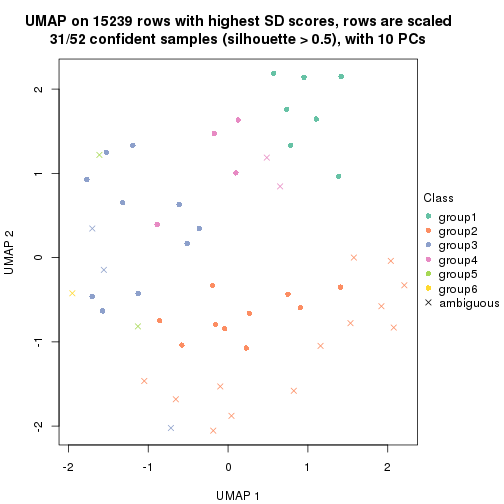 UMAP on 15239 rows with highest SD scores, rows are scaled
31/52 confident samples (silhouette > 0.5), with 10 PCs
UMAP 2
2
1
0
-1
-2
-2
-1
0
1
2
UMAP 1
Class
group1
group2
group3
group4
group5
group6
ambiguous